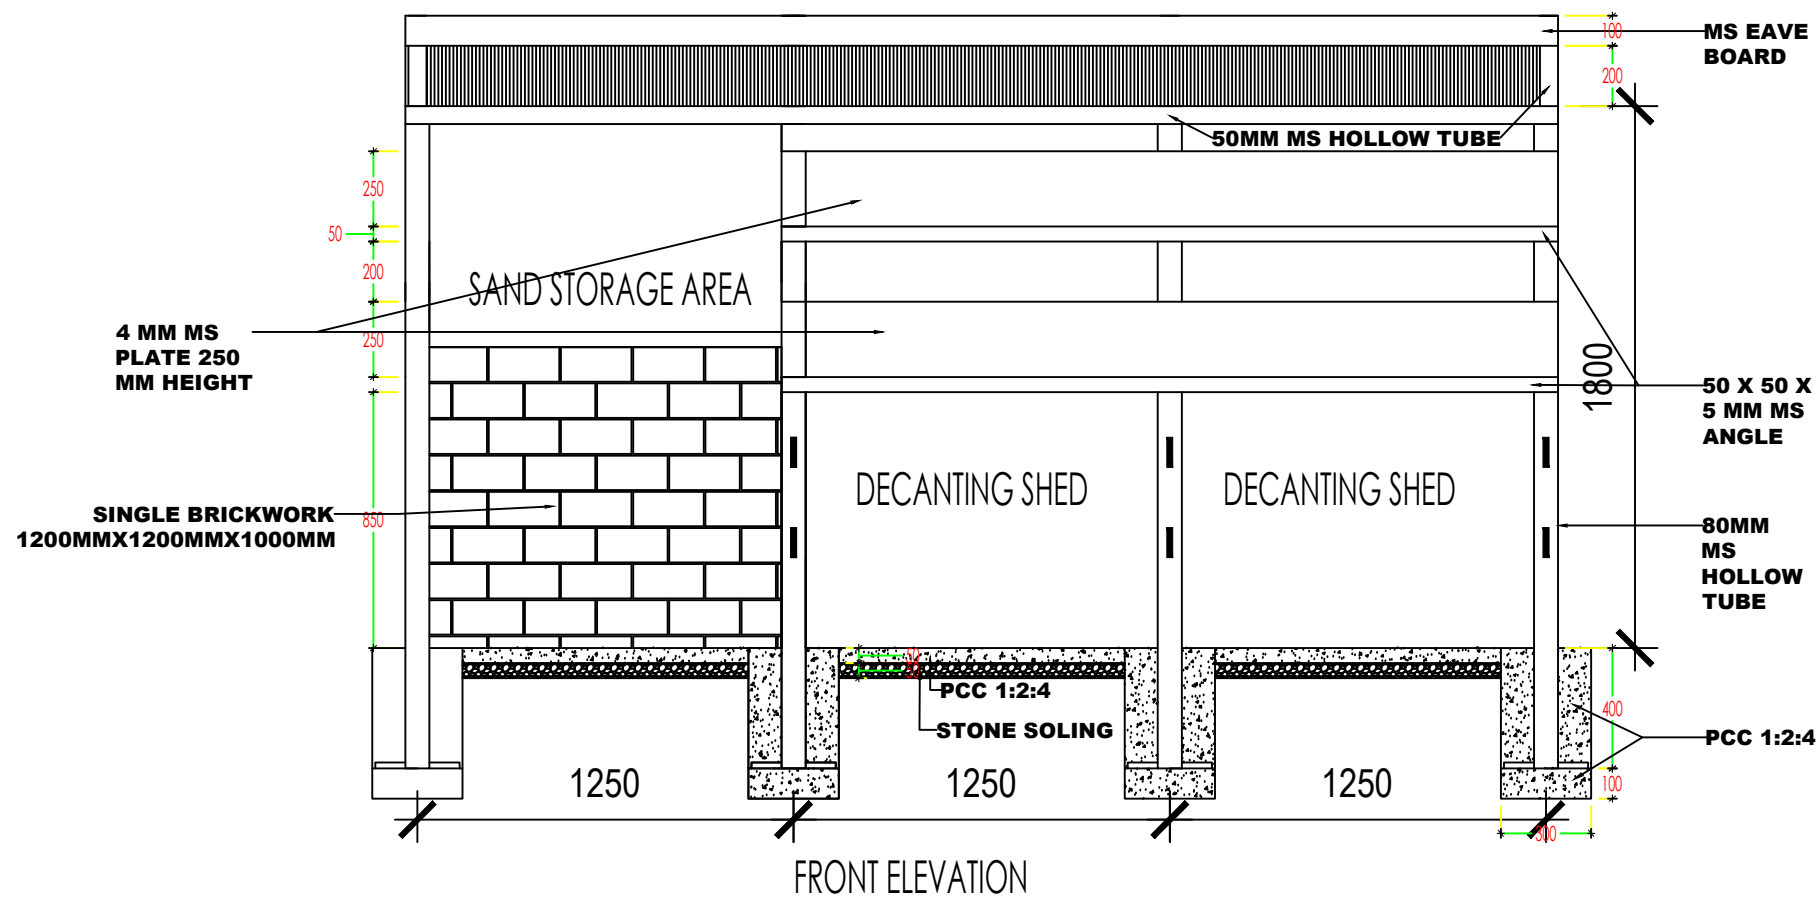 100
MS EAVE
BOARD
200
50MM MS HOLLOW TUBE
250
50
200
SAND STORAGE AREA
4 MM MS
PLATE 250
MM HEIGHT
250
1800
50 X 50 X
5 MM MS
ANGLE
DECANTING SHED
DECANTING SHED
SINGLE BRICKWORK
1200MMX1200MMX1000MM
850
80MM
MS
HOLLOW
TUBE
PCC 1:2:4
STONE SOLING
400
PCC 1:2:4
100
1250
1250
1250
300
FRONT ELEVATION